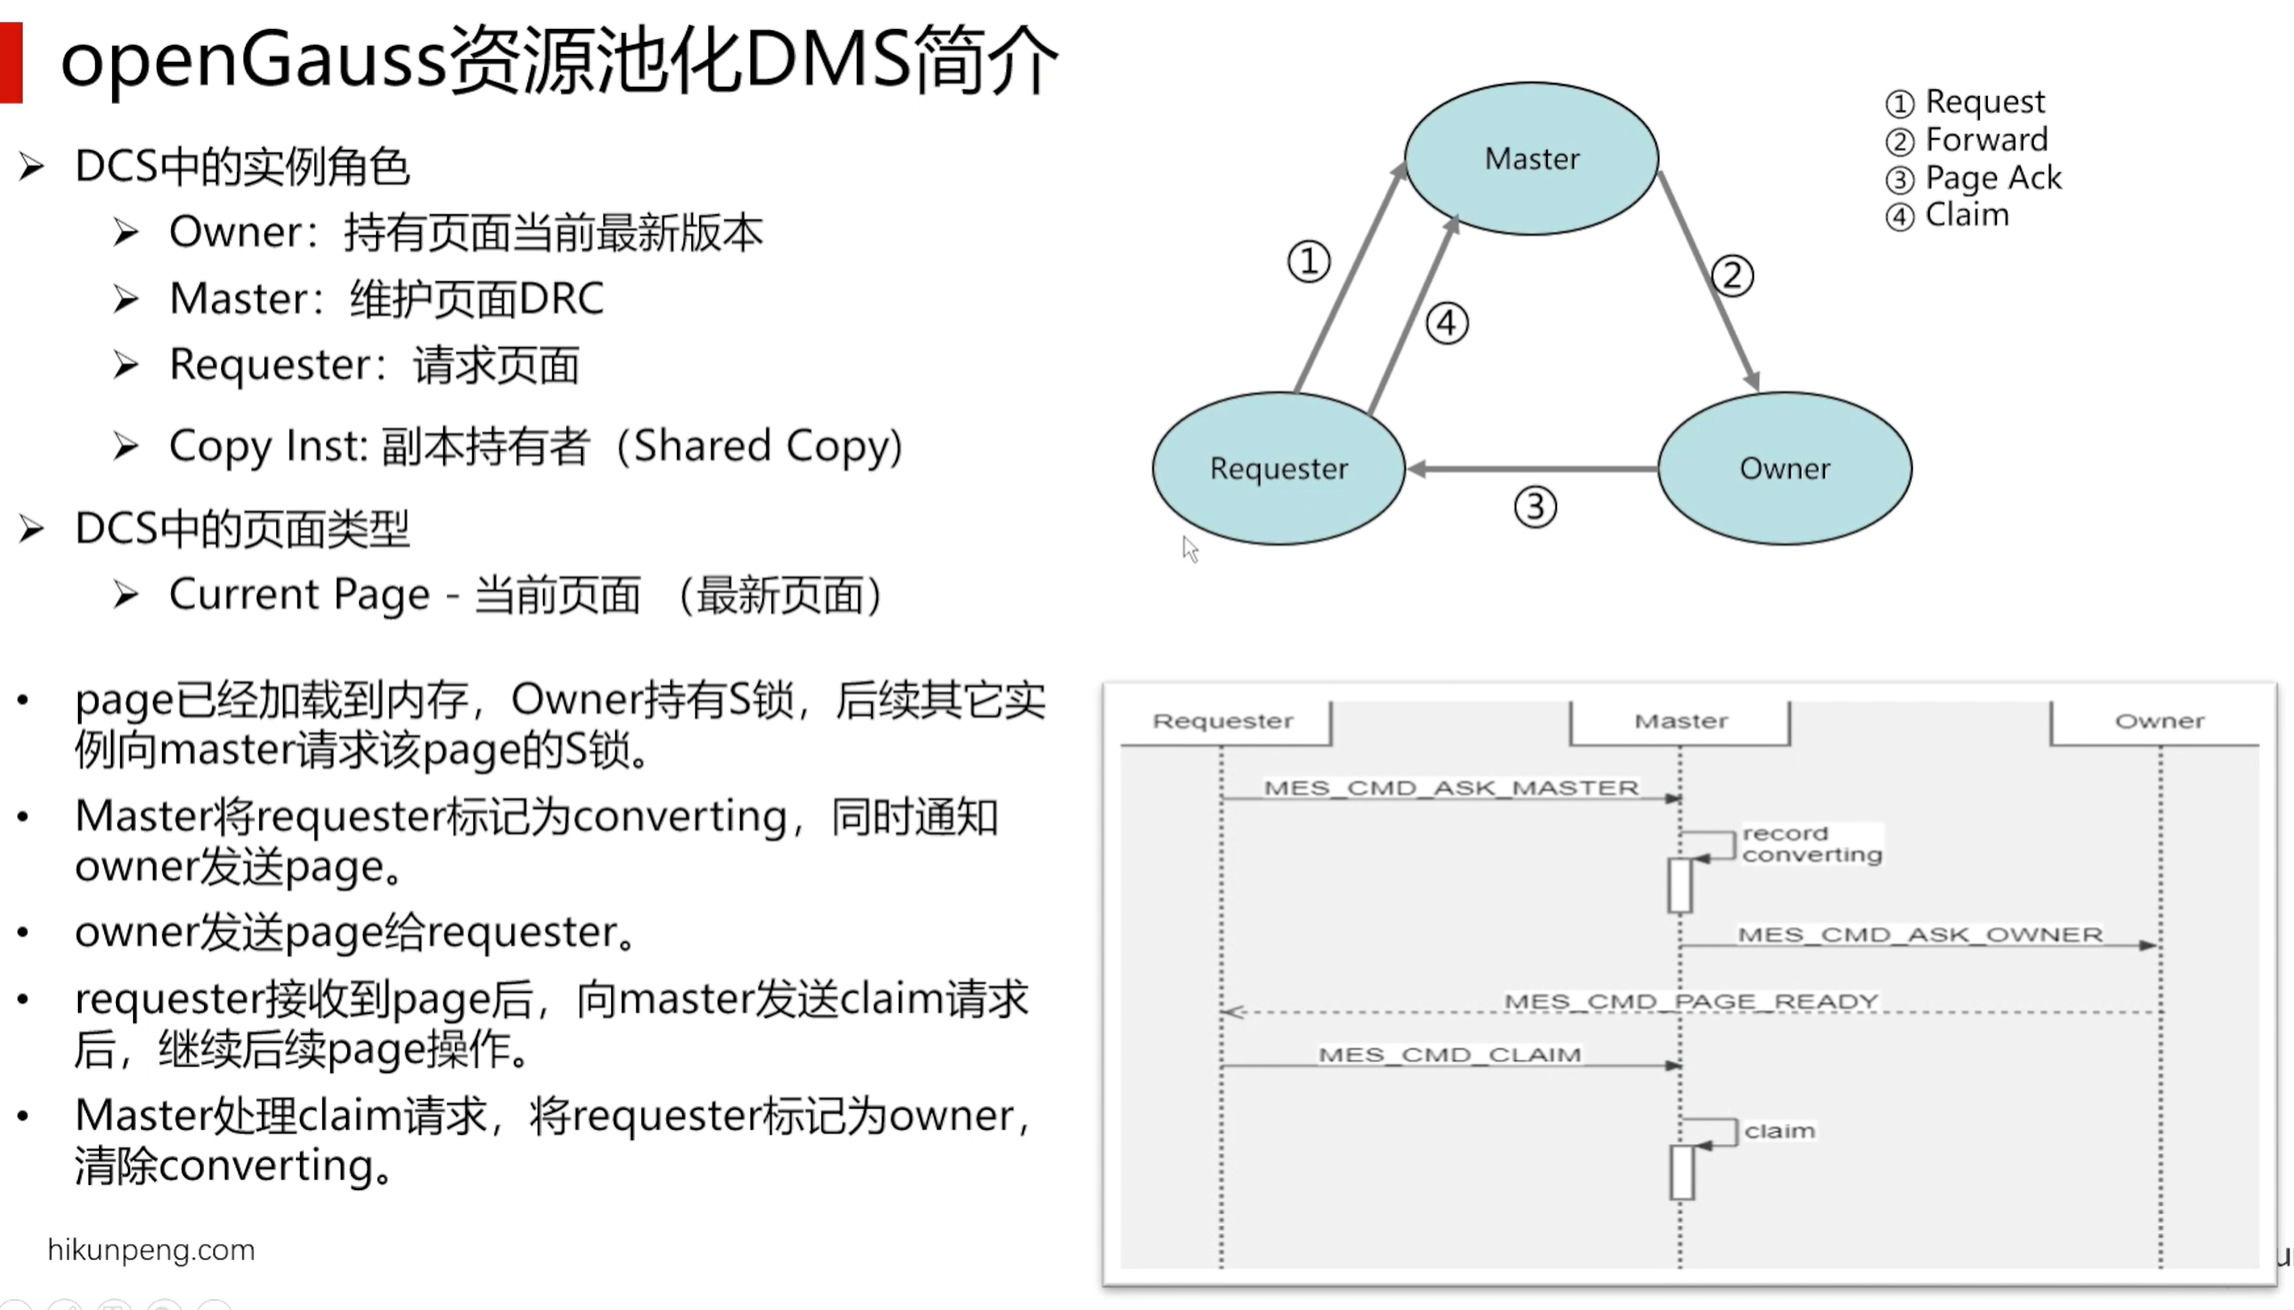 openGauss资源池化DMS简介
➢ DCS中的实例角色
➢ Owner：持有页面当前最新版本
➢ Master：维护页面DRC
➢ Requester：请求页面
➢ Copy Inst: 副本持有者（Shared Copy)
➢ DCS中的页面类型
➢ Current Page - 当前页面 （最新页面）
• page已经加载到内存，Owner持有S锁，后续其它实
例向master请求该page的S锁。
• Master将requester标记为converting，同时通知
owner发送page。
• owner发送page给requester。
• requester接收到page后，向master发送claim请求
后，继续后续page操作。
• Master处理claim请求，将requester标记为owner，
清除converting。
hikunpeng.com
Master
①
②
④
Requester
Owner
③
① Request
② Forward
③ Page Ack
④ Claim
Requester
Master
Owner
MES_CMD_ASK_MASTER
record
converting
MES_CMD_ASK_OWNER
MES_CMD_PAGE_READY
MES_CMD_CLAIM
claim